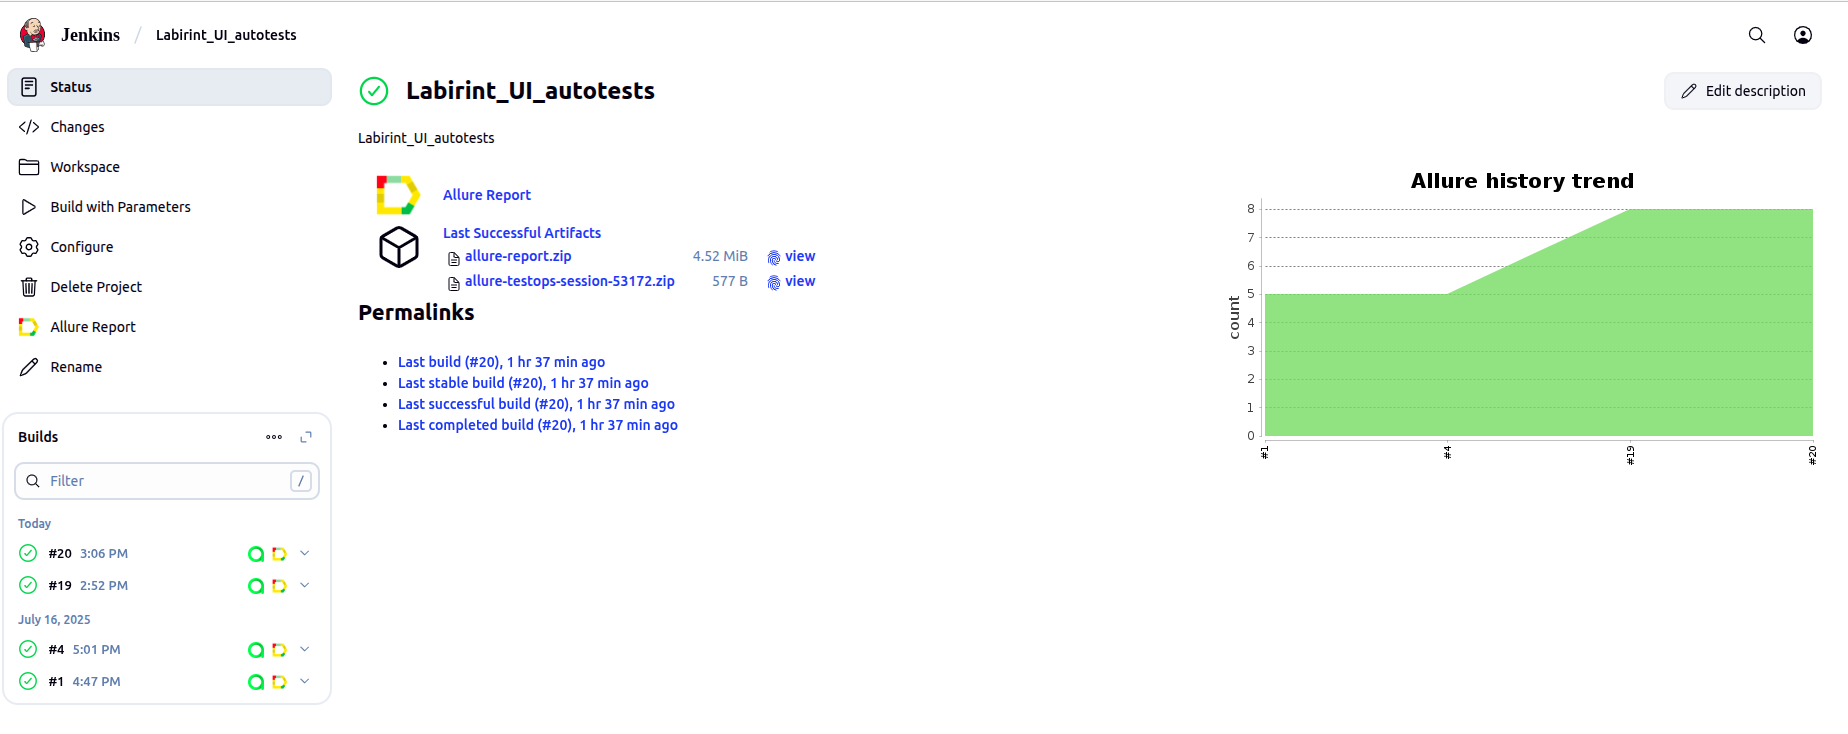 Jenkins / Labirint_UI_autotests
Status
Changes
Workspace
Build with Parameters
Configure
Delete Project
Allure Report
Rename
Builds
Filter /
Today
#20 3:06 PM
#19 2:52 PM
July 16, 2025
#4 5:01 PM
#1 4:47 PM
Labirint_UI_autotests
Edit description
Labirint_UI_autotests
Allure Report
Last Successful Artifacts
allure-report.zip 4.52 MiB view
allure-testops-session-53172.zip 577 B view
Permalinks
Last build (#20), 1 hr 37 min ago
Last stable build (#20), 1 hr 37 min ago
Last successful build (#20), 1 hr 37 min ago
Last completed build (#20), 1 hr 37 min ago
Allure history trend
count
8
7
6
5
4
3
2
1
0
#1 #4 #19 #20